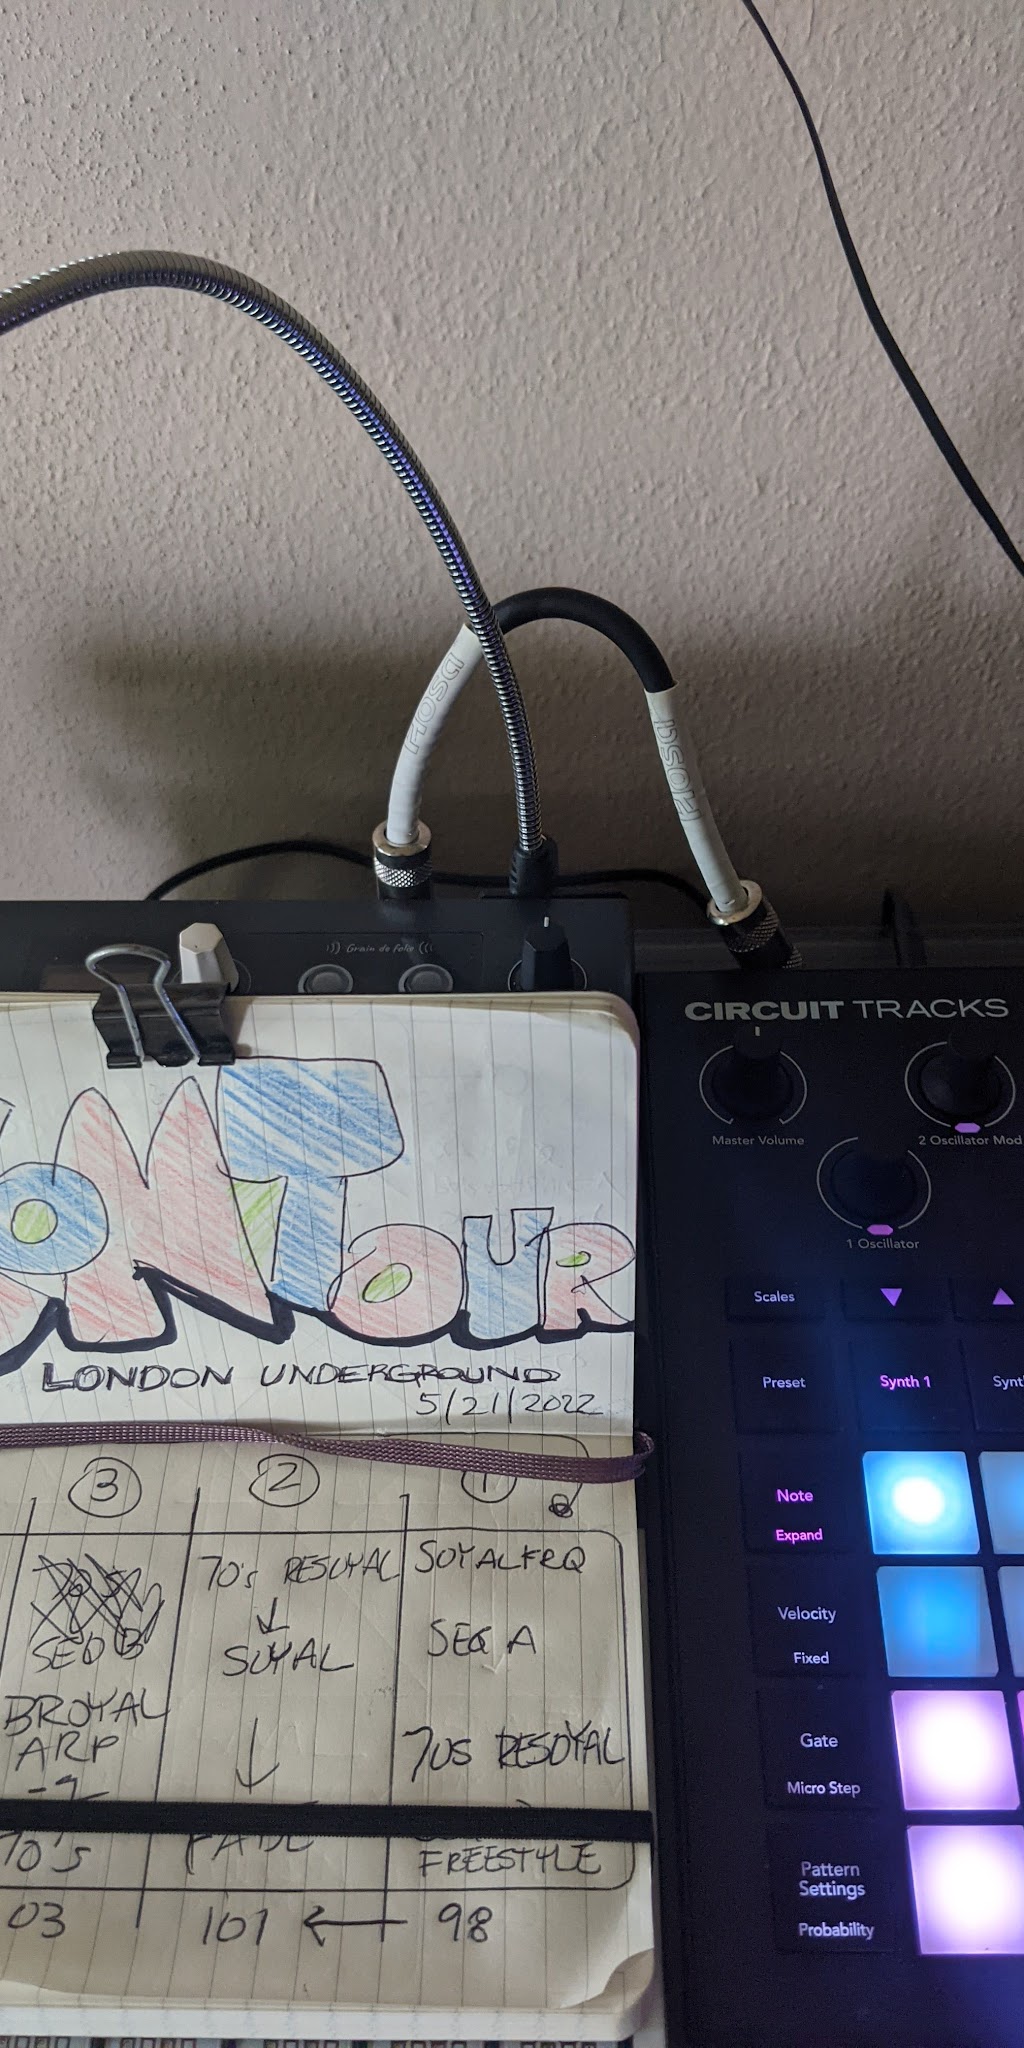 Hosa
Hosa
))) Grain de folie (((
CIRCUIT TRACKS
Master Volume
2 Oscillator Mod
1 Oscillator
Scales
▼
▲
Preset
Synth 1
Synt
Note
Expand
Velocity
Fixed
Gate
Micro Step
Pattern
Settings
Probability
ONTOUR
LONDON UNDERGROUND
5/21/2022
3
2
1
SEQ B
BROYAL
ARP
70's
03
70's RESOYAL
↓
SOYAL
↓
FADE
101 ←
SOYALFRQ
SEQ A
70s RESOYAL
FREESTYLE
98